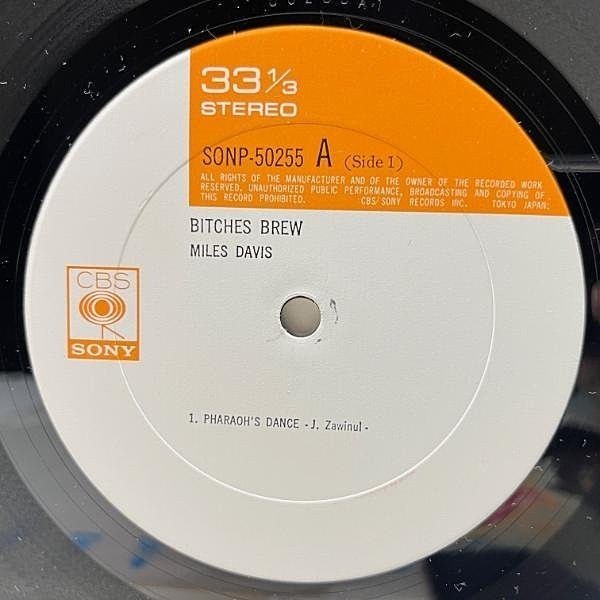 33 1/3
STEREO
SONP-50255 A (Side 1)
ALL RIGHTS OF THE MANUFACTURER AND OF THE OWNER OF THE RECORDED WORK
RESERVED. UNAUTHORIZED PUBLIC PERFORMANCE, BROADCASTING AND COPYING OF
THIS RECORD PROHIBITED. CBS/SONY RECORDS INC. TOKYO JAPAN:
BITCHES BREW
MILES DAVIS
CBS
SONY
1. PHARAOH'S DANCE - J. Zawinul -